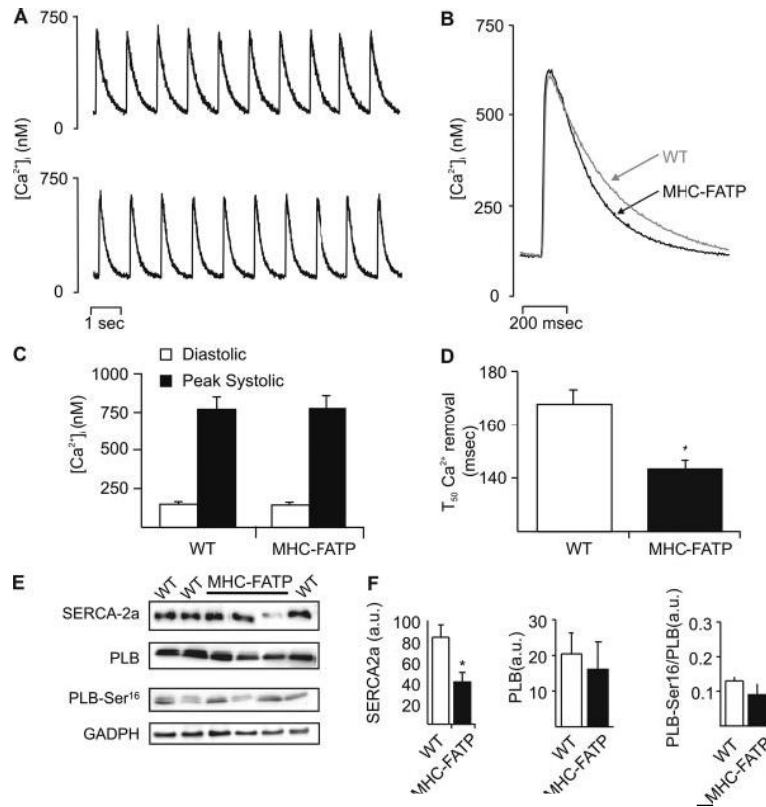 A
750
[Ca²⁺]ᵢ (nM)
0
750
0
1 sec
B
750
500
[Ca²⁺]ᵢ (nM)
250
0
WT
MHC-FATP
200 msec
C
Diastolic
Peak Systolic
1000
750
500
250
[Ca²⁺]ᵢ (nM)
WT
MHC-FATP
D
180
160
140
T₅₀ Ca²⁺ removal
(msec)
*
WT
MHC-FATP
E
WT
WT
MHC-FATP
WT
SERCA-2a
PLB
PLB-Ser¹⁶
GADPH
F
SERCA2a (a.u.)
100
80
60
40
20
*
WT
MHC-FATP
PLB(a.u.)
30
20
10
WT
MHC-FATP
PLB-Ser16/PLB(a.u.)
0.3
0.2
0.1
WT
MHC-FATP